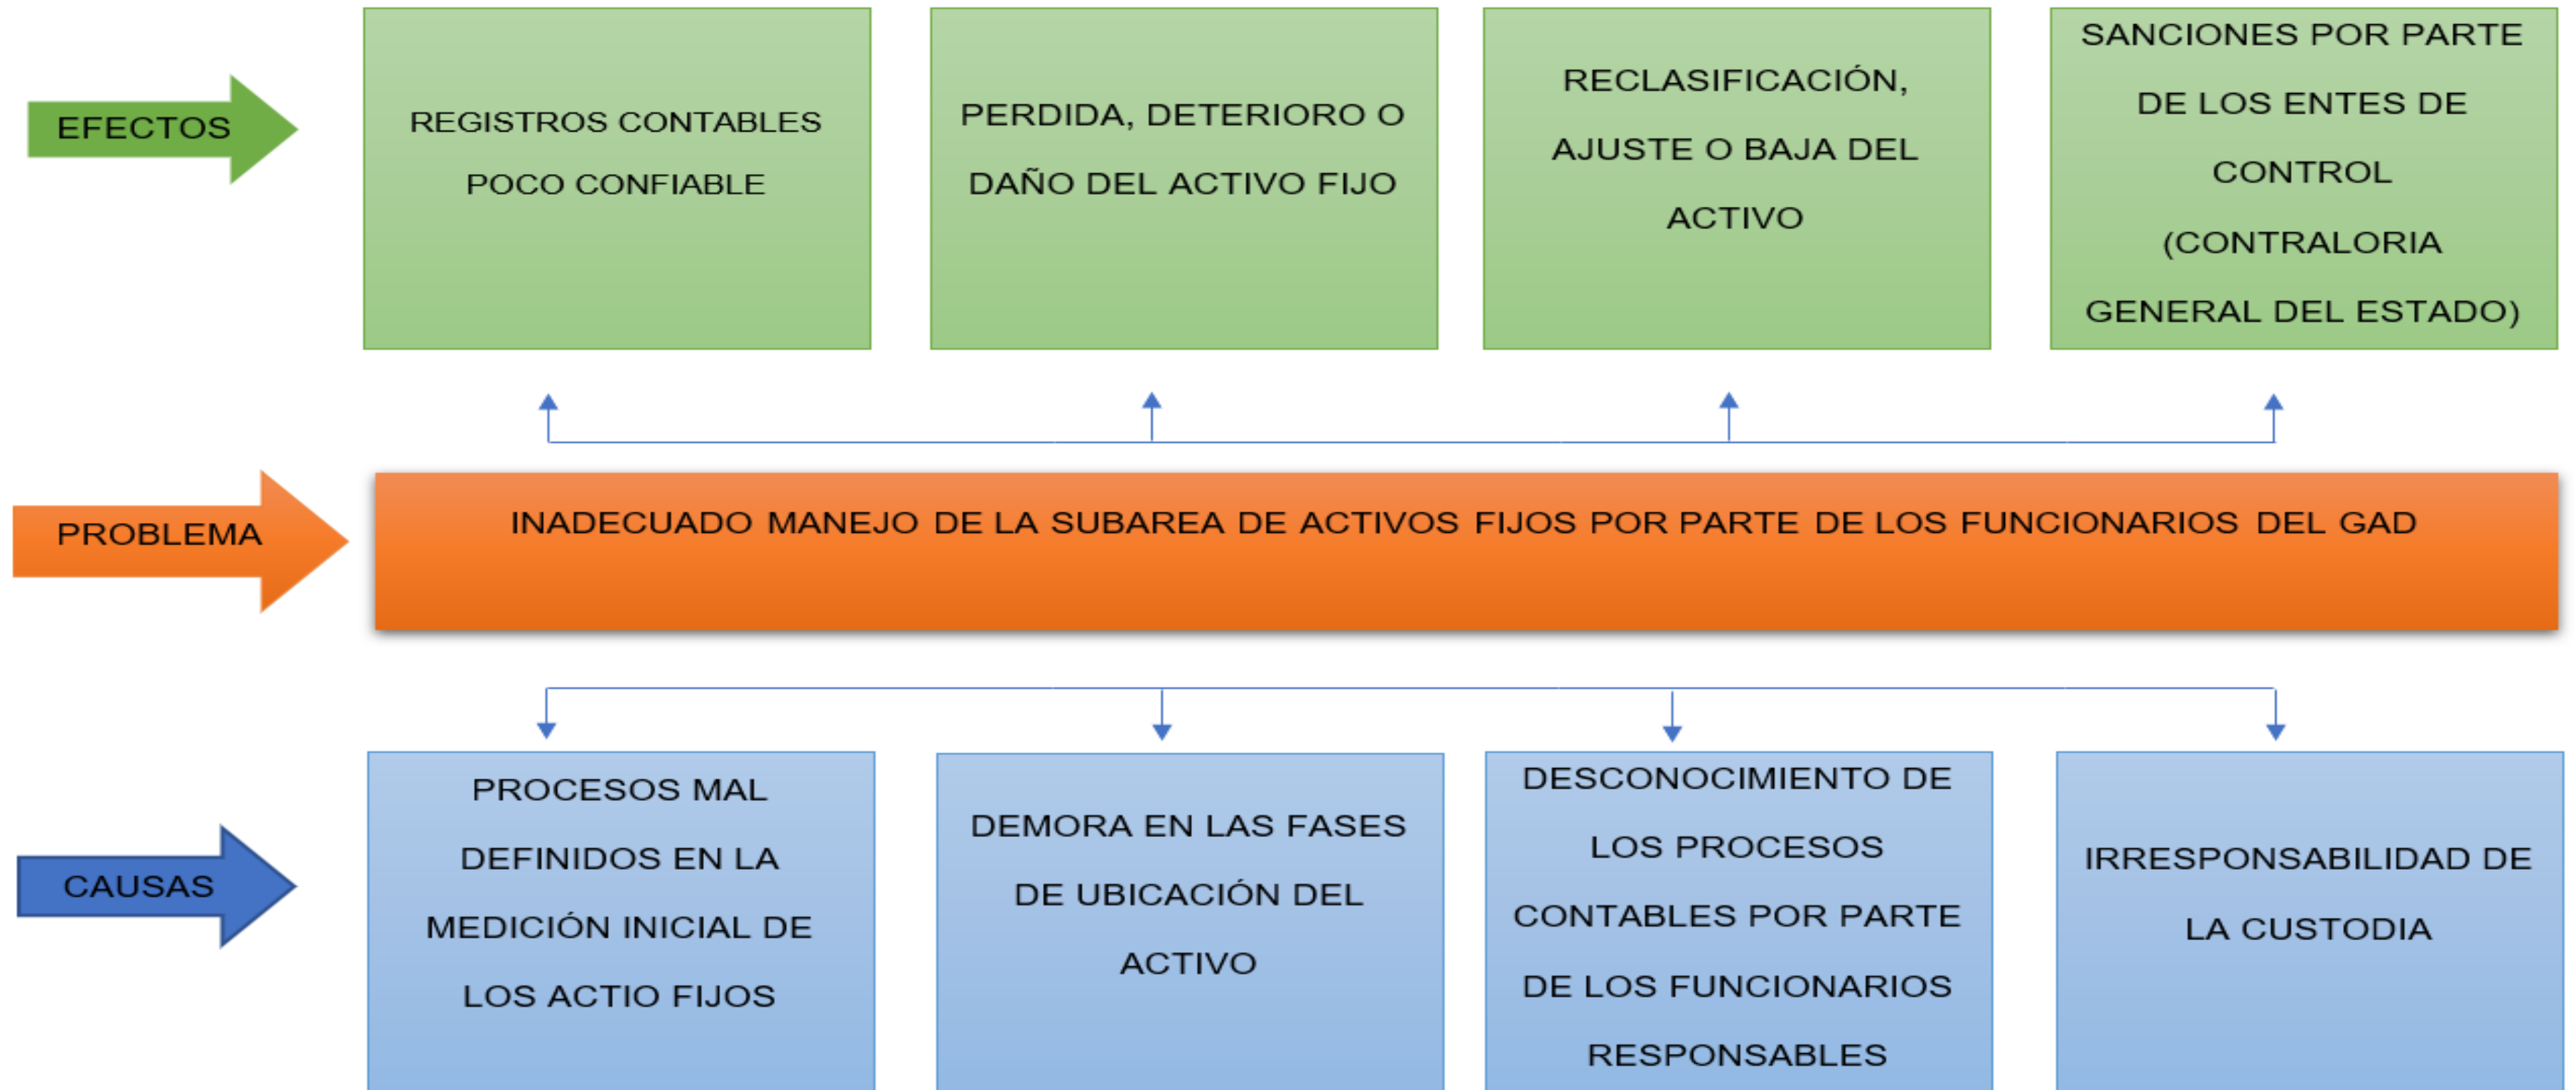 EFECTOS
REGISTROS CONTABLES
POCO CONFIABLE
PERDIDA, DETERIORO O
DAÑO DEL ACTIVO FIJO
RECLASIFICACIÓN,
AJUSTE O BAJA DEL
ACTIVO
SANCIONES POR PARTE
DE LOS ENTES DE
CONTROL
(CONTRALORIA
GENERAL DEL ESTADO)
PROBLEMA
INADECUADO MANEJO DE LA SUBAREA DE ACTIVOS FIJOS POR PARTE DE LOS FUNCIONARIOS DEL GAD
CAUSAS
PROCESOS MAL
DEFINIDOS EN LA
MEDICIÓN INICIAL DE
LOS ACTIO FIJOS
DEMORA EN LAS FASES
DE UBICACIÓN DEL
ACTIVO
DESCONOCIMIENTO DE
LOS PROCESOS
CONTABLES POR PARTE
DE LOS FUNCIONARIOS
RESPONSABLES
IRRESPONSABILIDAD DE
LA CUSTODIA